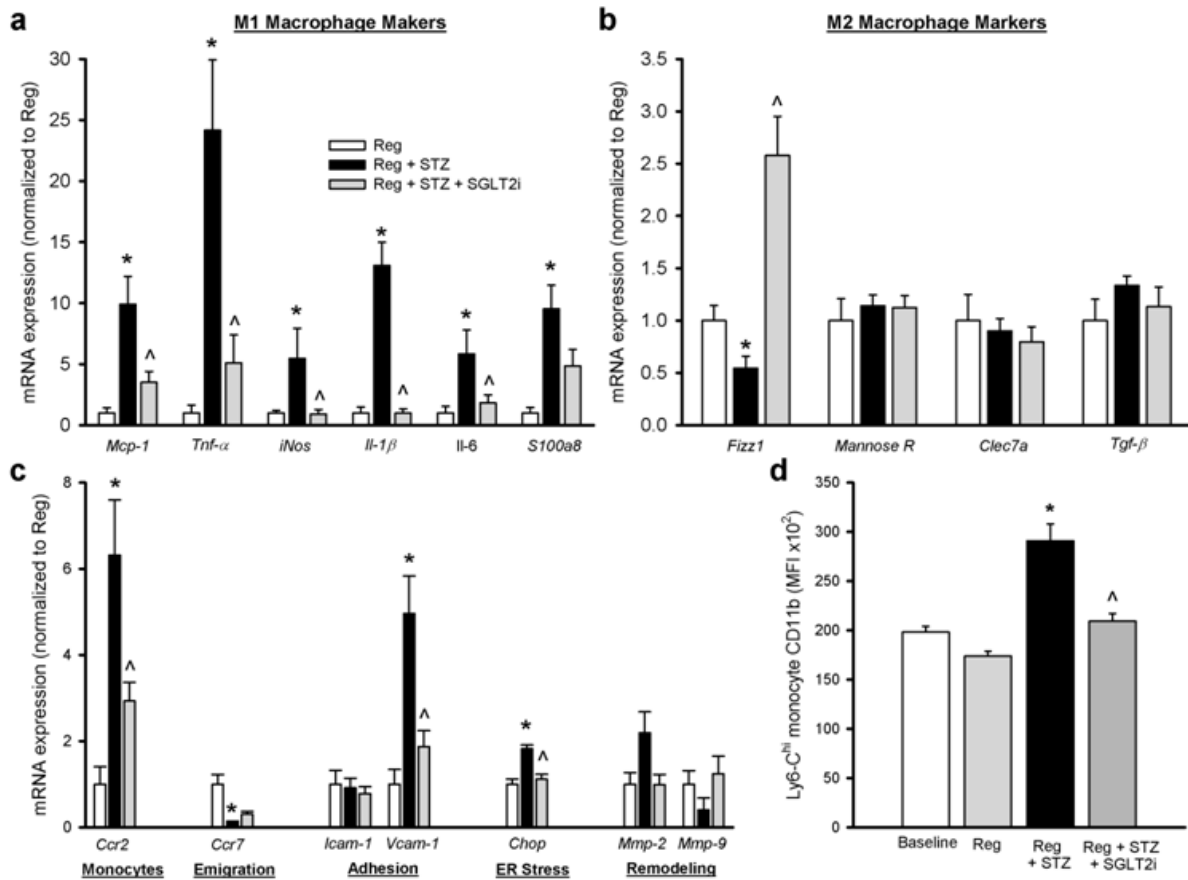 a
M1 Macrophage Makers
mRNA expression (normalized to Reg)
30
25
20
15
10
5
0
Reg
Reg + STZ
Reg + STZ + SGLT2i
*
*
*
*
*
*
^
^
^
^
^
Mcp-1 Tnf-α iNos Il-1β Il-6 S100a8
b
M2 Macrophage Markers
mRNA expression (normalized to Reg)
3.5
3.0
2.5
2.0
1.5
1.0
0.5
0.0
*
^
Fizz1 Mannose R Clec7a Tgf-β
c
mRNA expression (normalized to Reg)
8
6
4
2
0
*
^
*
*
^
*
^
Ccr2 Ccr7 Icam-1 Vcam-1 Chop Mmp-2 Mmp-9
Monocytes Emigration Adhesion ER Stress Remodeling
d
Ly6-C^hi monocyte CD11b (MFI x10^2)
350
300
250
200
150
100
50
0
*
^
Baseline Reg Reg Reg + STZ
+ STZ + SGLT2i